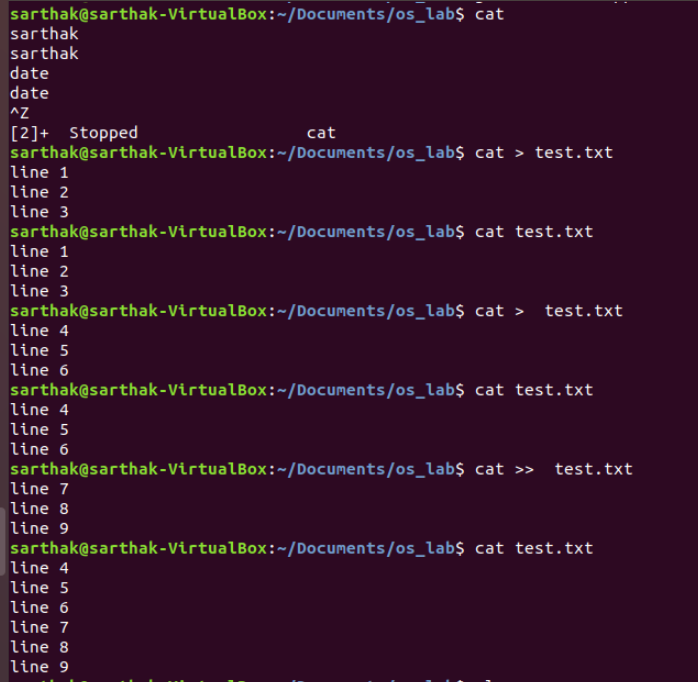 sarthak@sarthak-VirtualBox:~/Documents/os_lab$ cat
sarthak
sarthak
date
date
^Z
[2]+  Stopped                 cat
sarthak@sarthak-VirtualBox:~/Documents/os_lab$ cat > test.txt
line 1
line 2
line 3
sarthak@sarthak-VirtualBox:~/Documents/os_lab$ cat test.txt
line 1
line 2
line 3
sarthak@sarthak-VirtualBox:~/Documents/os_lab$ cat >  test.txt
line 4
line 5
line 6
sarthak@sarthak-VirtualBox:~/Documents/os_lab$ cat test.txt
line 4
line 5
line 6
sarthak@sarthak-VirtualBox:~/Documents/os_lab$ cat >>  test.txt
line 7
line 8
line 9
sarthak@sarthak-VirtualBox:~/Documents/os_lab$ cat test.txt
line 4
line 5
line 6
line 7
line 8
line 9